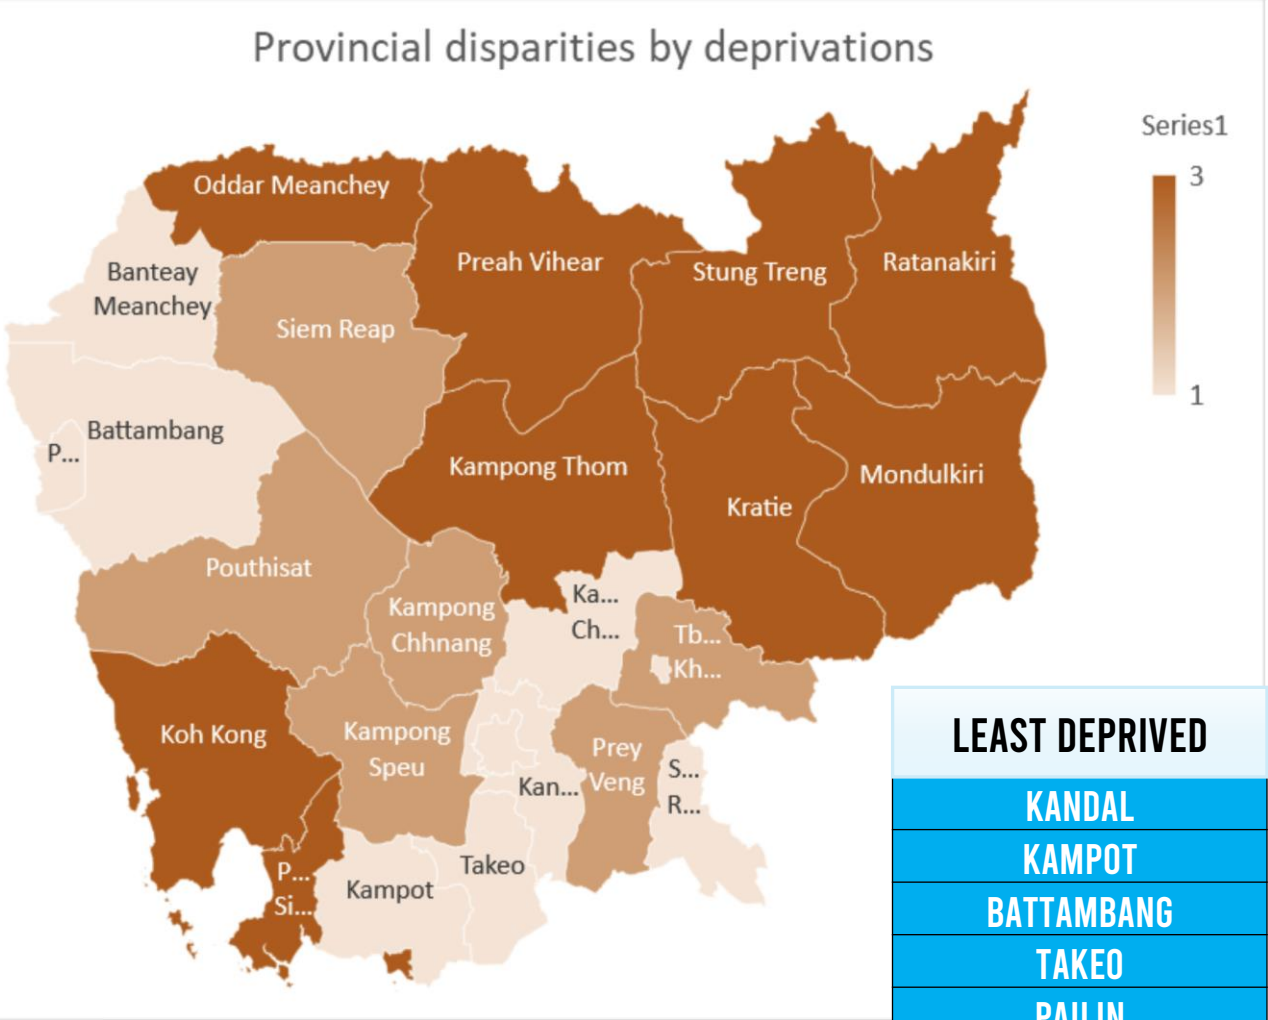 Provincial disparities by deprivations
Series1
3
1
Oddar Meanchey
Preah Vihear
Stung Treng
Ratanakiri
Banteay
Meanchey
Siem Reap
Battambang
P...
Kampong Thom
Kratie
Mondulkiri
Pouthisat
Kampong
Chhnang
Ka...
Ch...
Tb...
Kh...
Koh Kong
Kampong
Speu
Prey
Veng
S...
R...
Kan...
Takeo
Kampot
P...
Si...
LEAST DEPRIVED
KANDAL
KAMPOT
BATTAMBANG
TAKEO
PAILIN